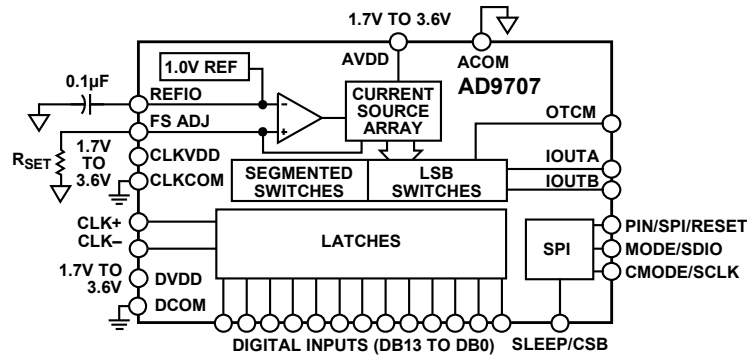 1.7V TO 3.6V
AVDD
ACOM
AD9707
1.0V REF
0.1µF
REFIO
–
+
CURRENT
SOURCE
ARRAY
FS ADJ
OTCM
RSET
1.7V
TO
3.6V
CLKVDD
CLKCOM
SEGMENTED
SWITCHES
LSB
SWITCHES
IOUTA
IOUTB
CLK+
CLK–
LATCHES
SPI
PIN/SPI/RESET
MODE/SDIO
CMODE/SCLK
1.7V TO
3.6V
DVDD
DCOM
DIGITAL INPUTS (DB13 TO DB0)
SLEEP/CSB